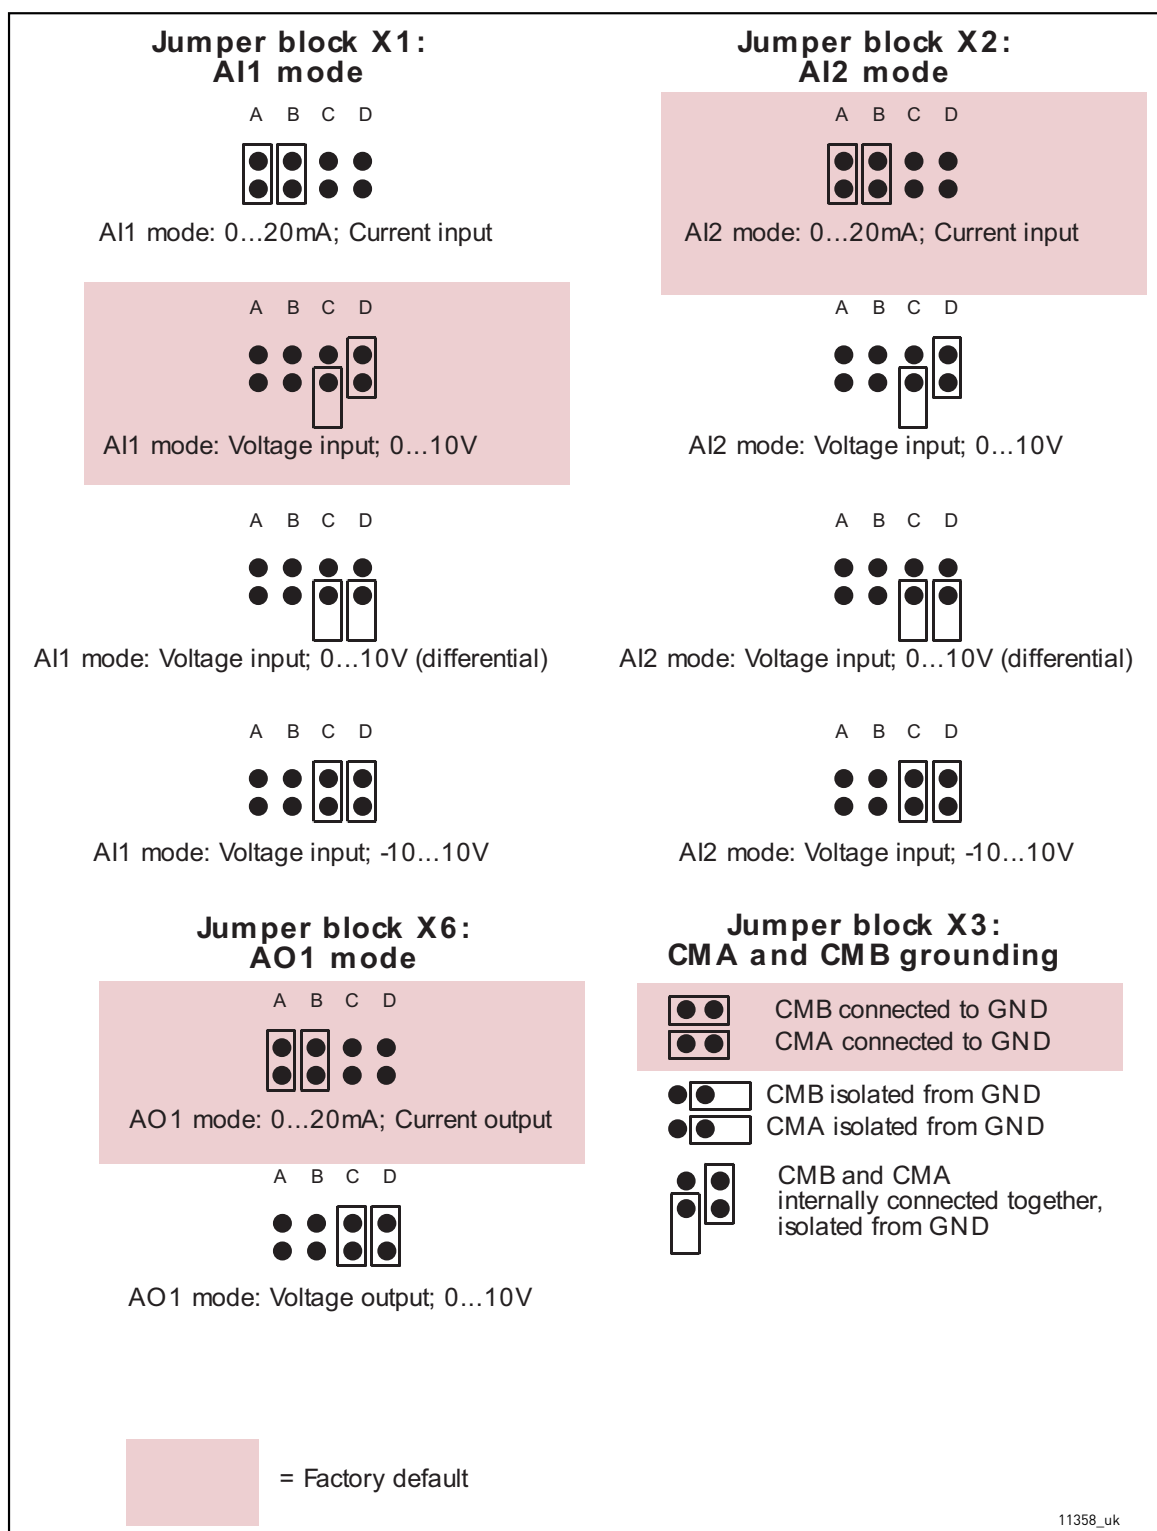 Jumper block X1:
AI1 mode
A B C D
AI1 mode: 0...20mA; Current input
A B C D
AI1 mode: Voltage input; 0...10V
A B C D
AI1 mode: Voltage input; 0...10V (differential)
A B C D
AI1 mode: Voltage input; -10...10V
Jumper block X2:
AI2 mode
A B C D
AI2 mode: 0...20mA; Current input
A B C D
AI2 mode: Voltage input; 0...10V
A B C D
AI2 mode: Voltage input; 0...10V (differential)
A B C D
AI2 mode: Voltage input; -10...10V
Jumper block X6:
AO1 mode
A B C D
AO1 mode: 0...20mA; Current output
A B C D
AO1 mode: Voltage output; 0...10V
Jumper block X3:
CMA and CMB grounding
CMB connected to GND
CMA connected to GND
CMB isolated from GND
CMA isolated from GND
CMB and CMA
internally connected together,
isolated from GND
= Factory default
11358_uk